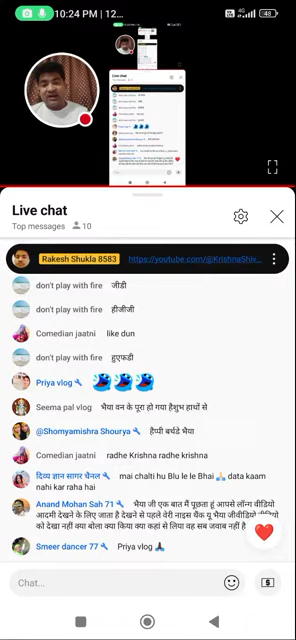 10:24 PM | 12...
4G
48
Live chat
Top messages 10
Rakesh Shukla 8583 https://youtube.com/@KrishnaShiv...
don't play with fire जीडी
don't play with fire हीजीजी
Comedian jaatni like dun
don't play with fire हुएफडी
Priya vlog
Seema pal vlog भैया वन के पूरा हो गया हैशुभ हाथों से
@Shomyamishra Shourya हैप्पी बर्थडे भैया
Comedian jaatni radhe Krishna radhe krishna
दिव्य ज्ञान सागर चैनल mai chalti hu Blu le le Bhai data kaam
nahi kar raha hai
Anand Mohan Sah 71 भैया जी एक बात मैं पूछता हूं आपसे लॉन्ग वीडियो
आदमी देखने के लिए जाता है देखने से पहले वेरी नाइस थैंक यू भैया जीवीडियो
को देखा नहीं क्या बोला क्या किया क्या कहां से लिया वह सब जवाब नहीं है
Smeer dancer 77 Priya vlog
Chat...